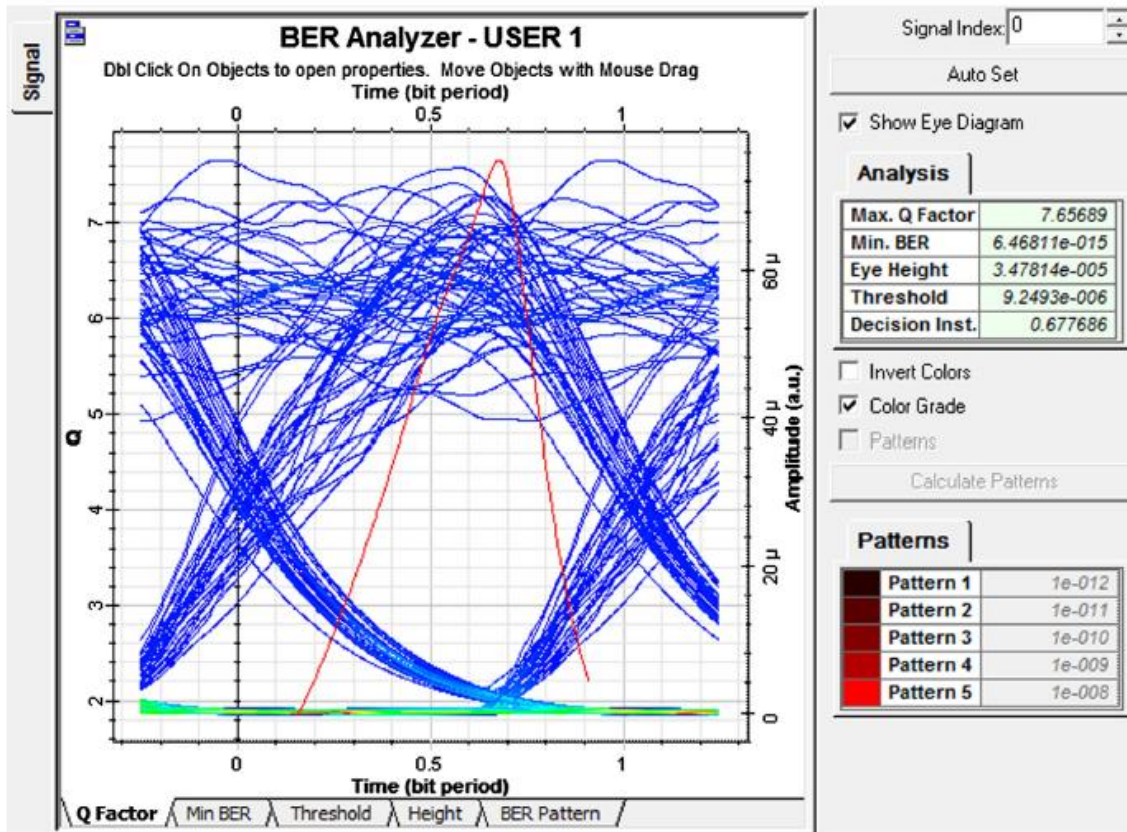 Signal
BER Analyzer - USER 1
Dbl Click On Objects to open properties. Move Objects with Mouse Drag
Time (bit period)
0 0.5 1
Q
7
6
5
4
3
2
Amplitude (a.u.)
60 µ
40 µ
20 µ
0
0 0.5 1
Time (bit period)
Q Factor Min BER Threshold Height BER Pattern
Signal Index: 0
Auto Set
Show Eye Diagram
Analysis
Max. Q Factor 7.65689
Min. BER 6.46811e-015
Eye Height 3.47814e-005
Threshold 9.2493e-006
Decision Inst. 0.677686
Invert Colors
Color Grade
Patterns
Calculate Patterns
Patterns
Pattern 1 1e-012
Pattern 2 1e-011
Pattern 3 1e-010
Pattern 4 1e-009
Pattern 5 1e-008